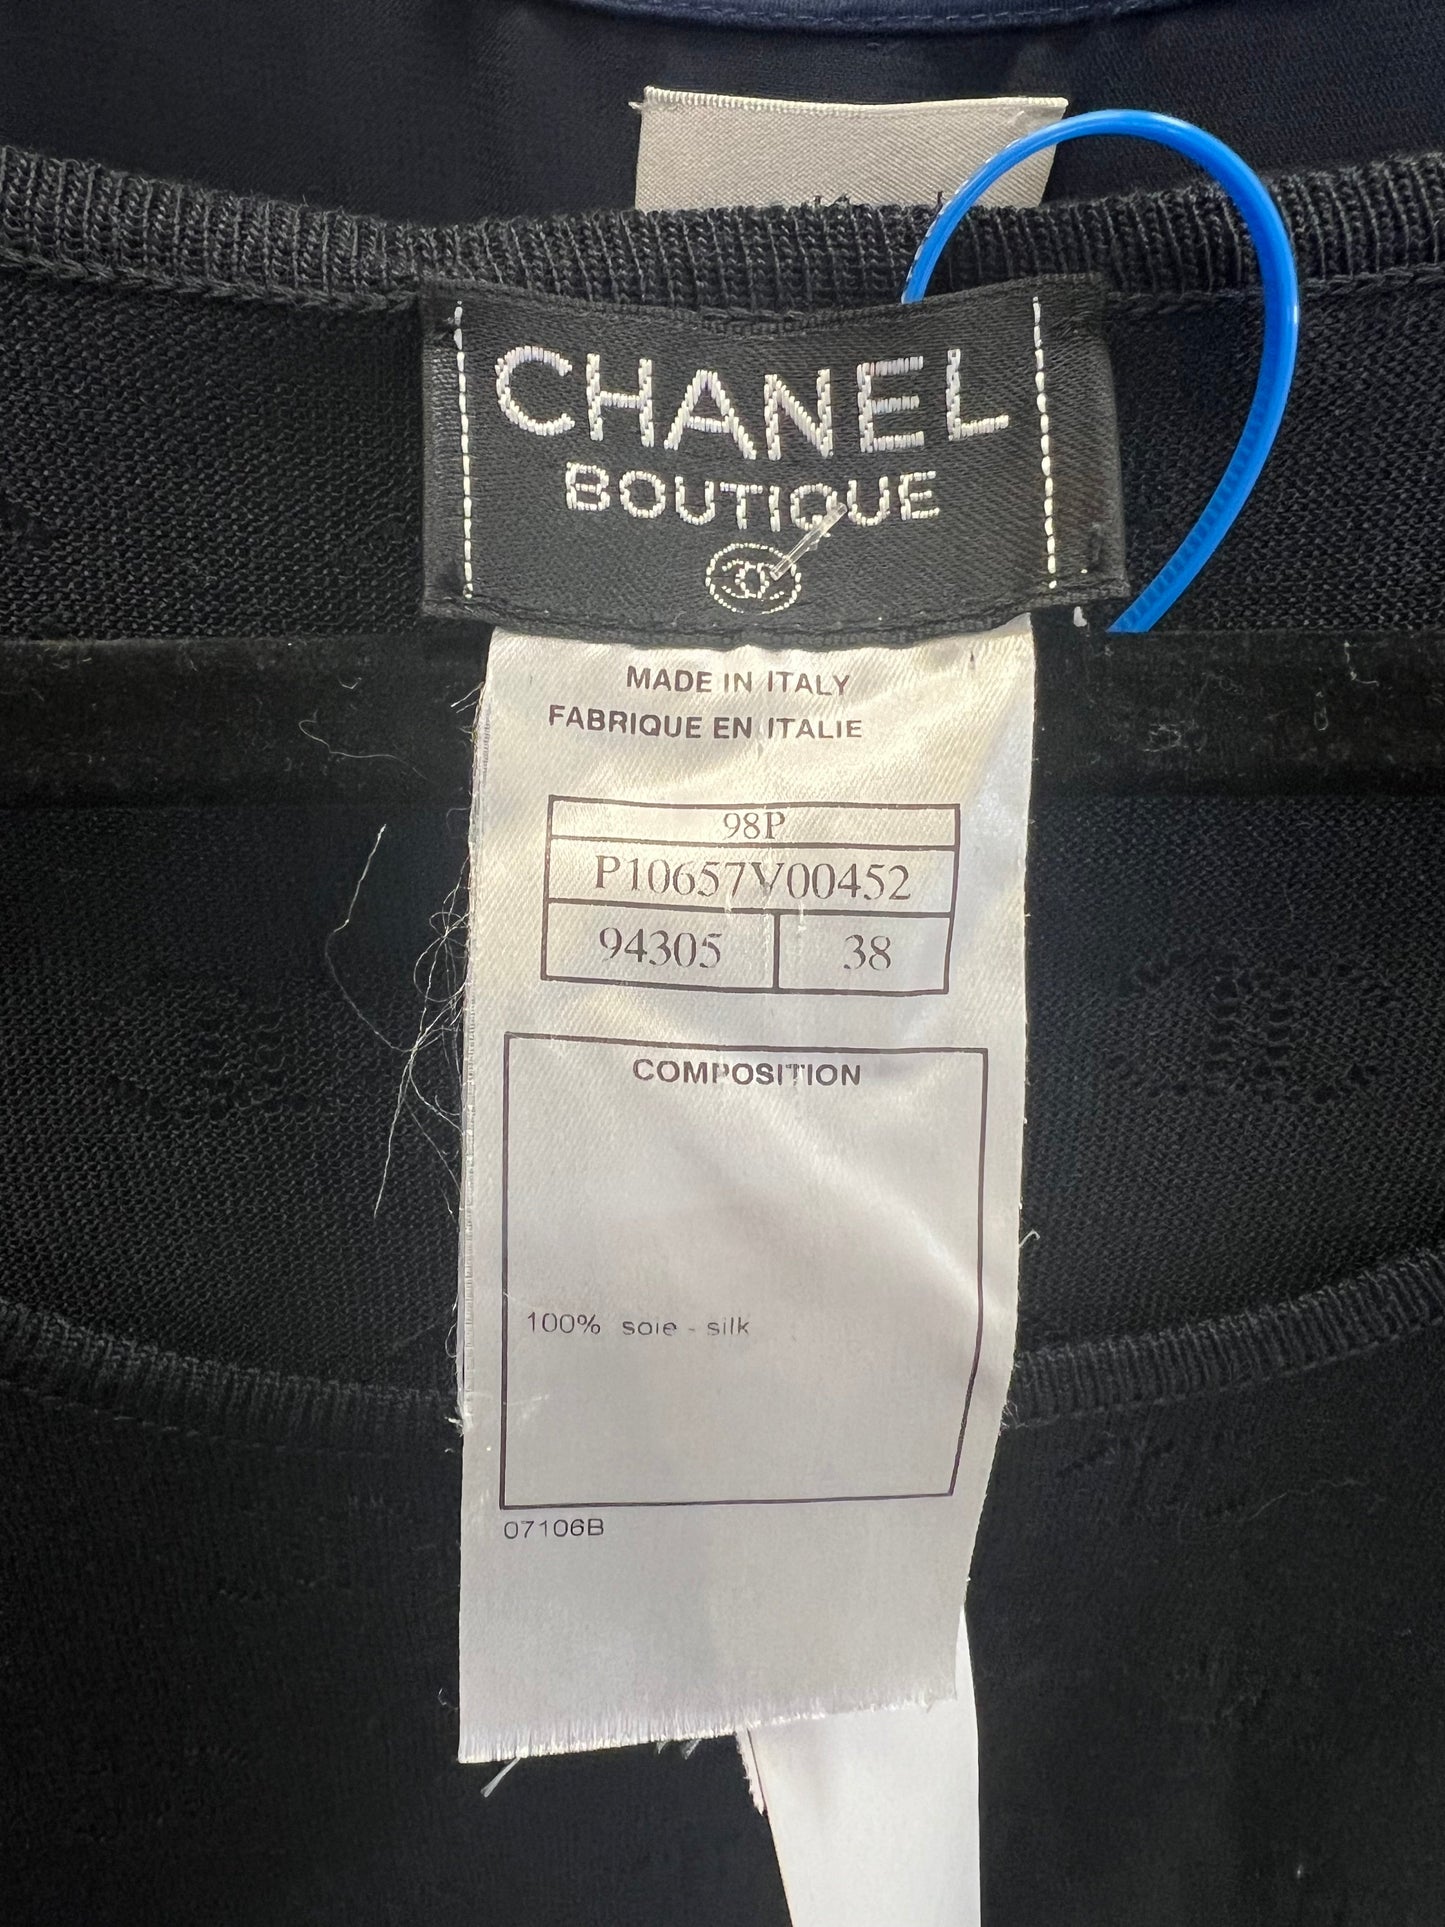 CHANEL
BOUTIQUE
MADE IN ITALY
FABRIQUE EN ITALIE
98P
P10657V00452
94305 38
COMPOSITION
100% soie - silk
07106B